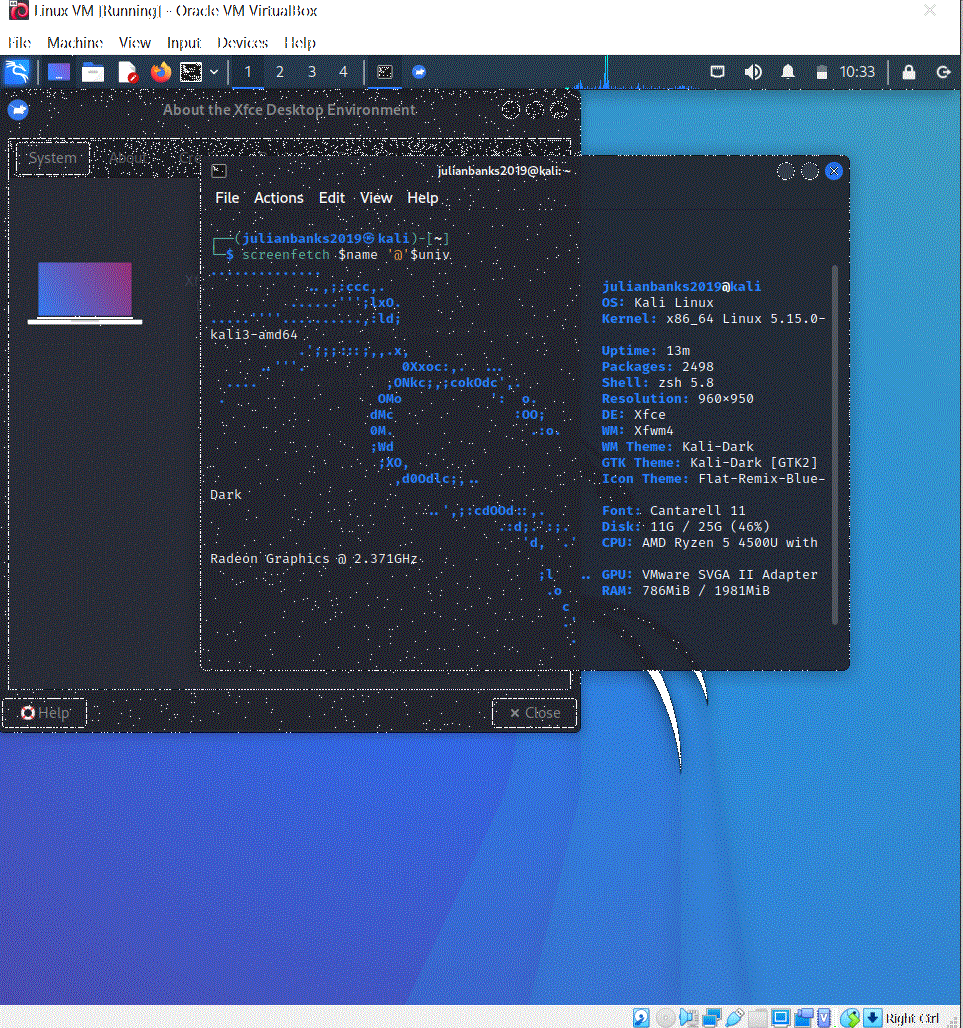 Linux VM [Running] - Oracle VM VirtualBox
File Machine View Input Devices Help
1 2 3 4 10:33
About the Xfce Desktop Environment
System About Cre
julianbanks2019@kali: ~
File Actions Edit View Help
┌──(julianbanks2019㉿kali)-[~]
└─$ screenfetch $name '@'$univ
..............
..,;:ccc,. julianbanks2019@kali
......''';lxO. OS: Kali Linux
.....''''..........,:ld; Kernel: x86_64 Linux 5.15.0-
kali3-amd64
.';;;:::;,,.x, Uptime: 13m
..'''. 0Xxoc:,. ... Packages: 2498
.... ,ONkc;,;cokOdc',. Shell: zsh 5.8
. OMo ': o. Resolution: 960×950
dMc :OO; DE: Xfce
0M. .:o. WM: Xfwm4
;Wd WM Theme: Kali-Dark
;XO, GTK Theme: Kali-Dark [GTK2]
,d0Odlc;,.. Icon Theme: Flat-Remix-Blue-
Dark
..',;:cdOOd::,. Font: Cantarell 11
.:d;.':;. Disk: 11G / 25G (46%)
'd, .' CPU: AMD Ryzen 5 4500U with
Radeon Graphics @ 2.371GHz
;l .. GPU: VMware SVGA II Adapter
.o RAM: 786MiB / 1981MiB
c
.'
.
Help Close
Right Ctrl